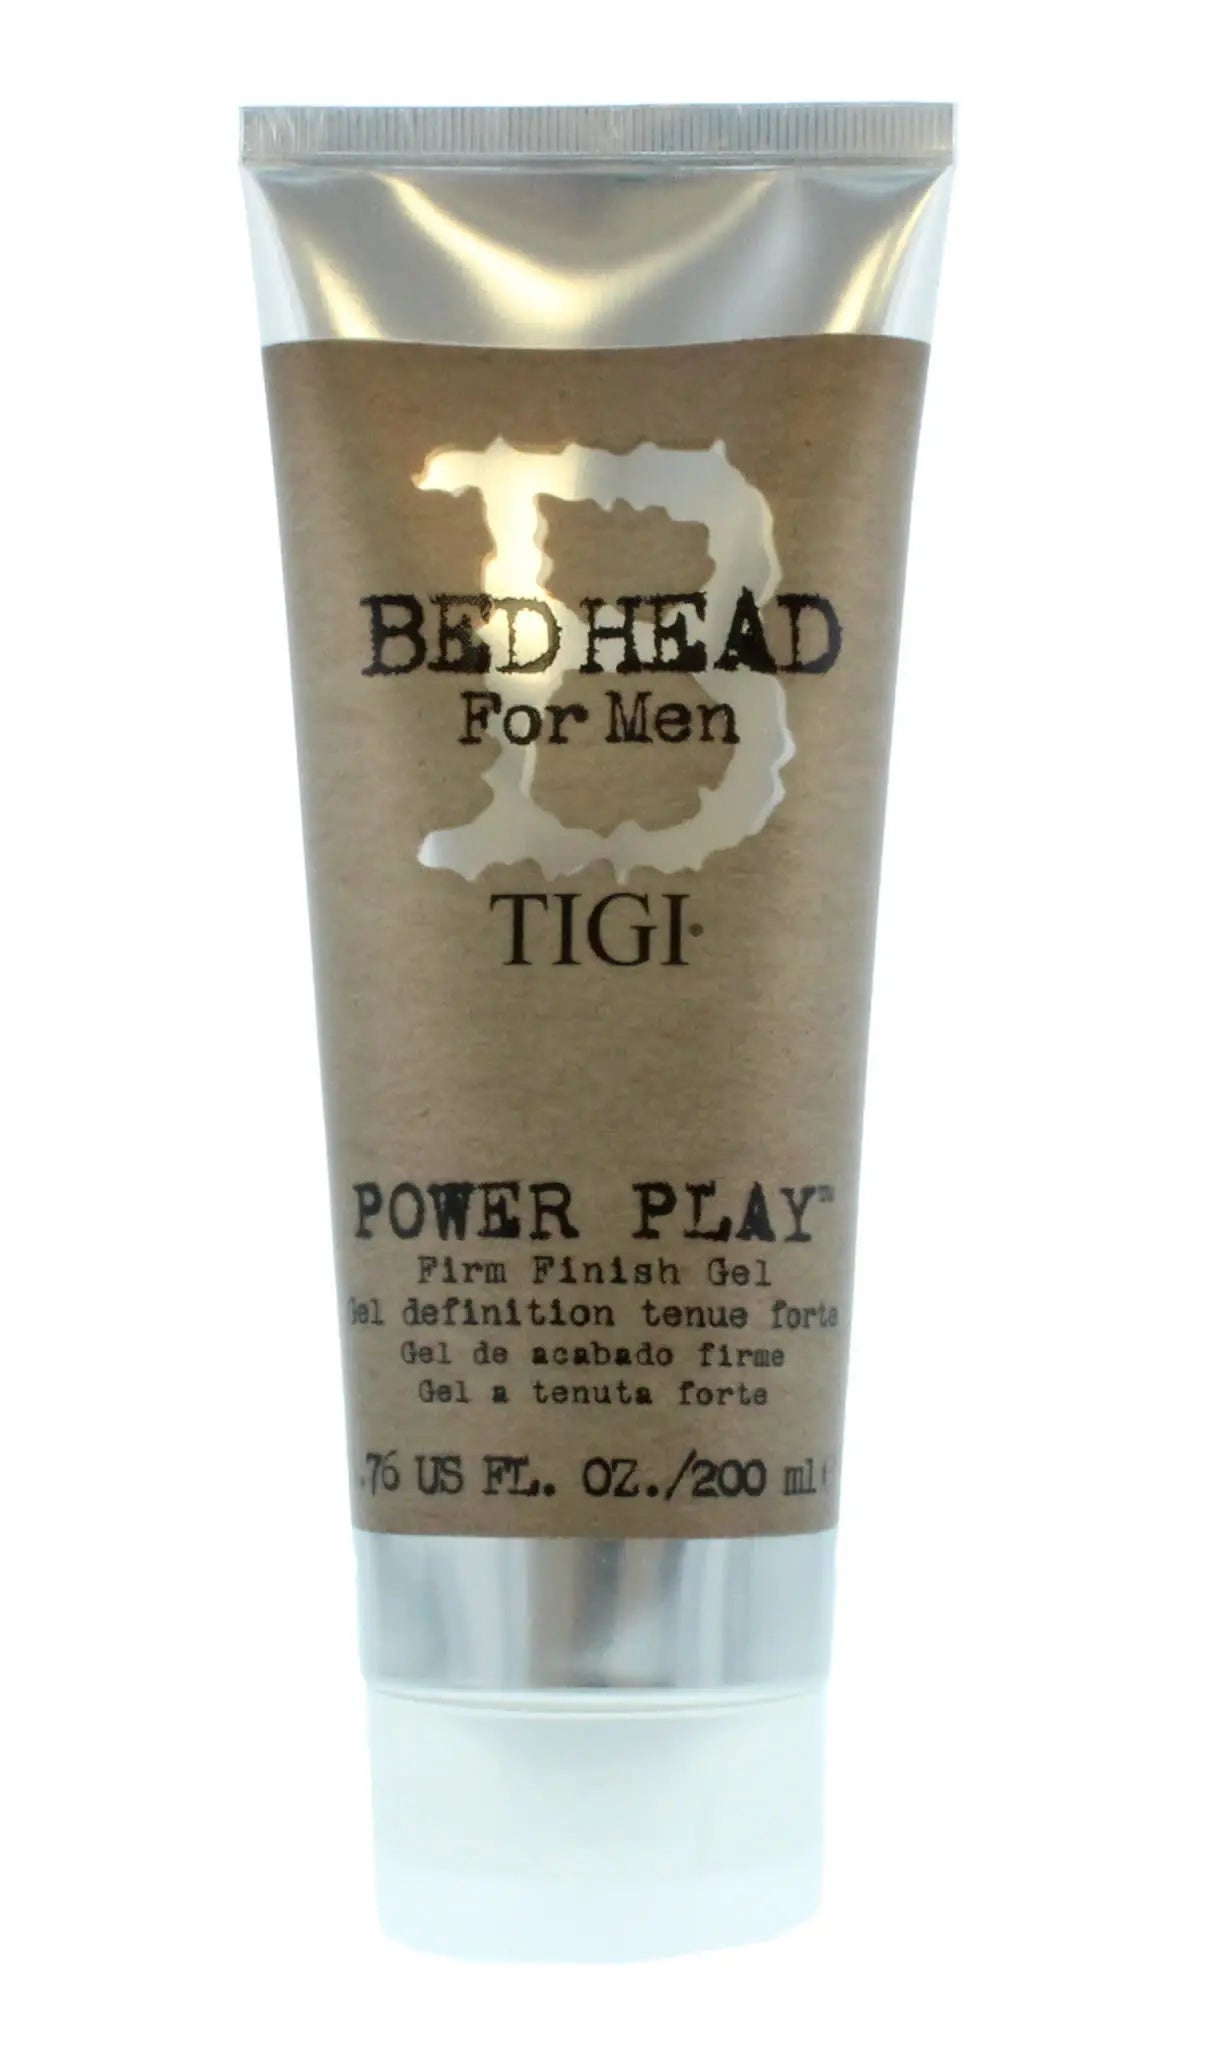 B
BED HEAD
For Men
TIGI
POWER PLAY™
Firm Finish Gel
Gel definition tenue forte
Gel de acabado firme
Gel a tenuta forte
.76 US FL. OZ./200 ml e